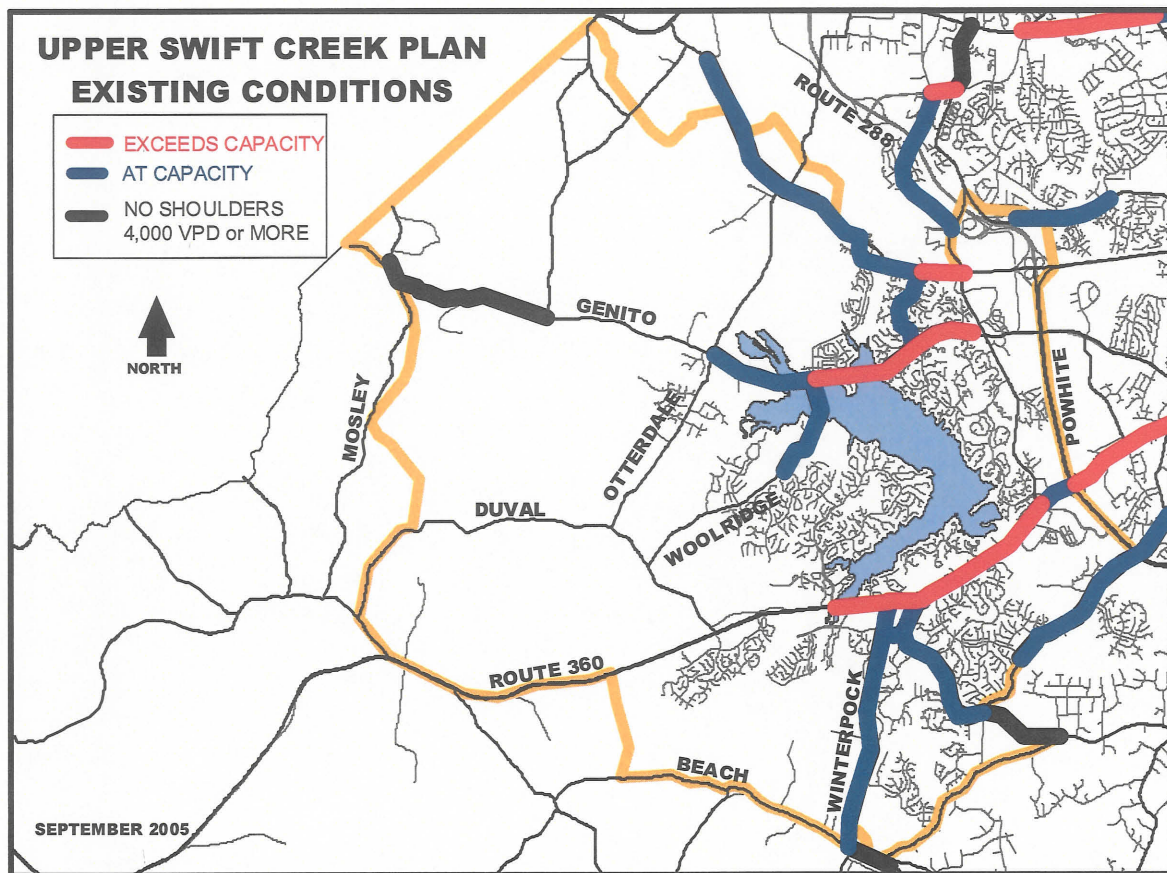 UPPER SWIFT CREEK PLAN
EXISTING CONDITIONS
EXCEEDS CAPACITY
AT CAPACITY
NO SHOULDERS
4,000 VPD or MORE
NORTH
ROUTE 288
GENITO
MOSLEY
OTTERDALE
POWHITE
DUVAL
WOOLRIDGE
ROUTE 360
WINTERPOCK
BEACH
SEPTEMBER 2005